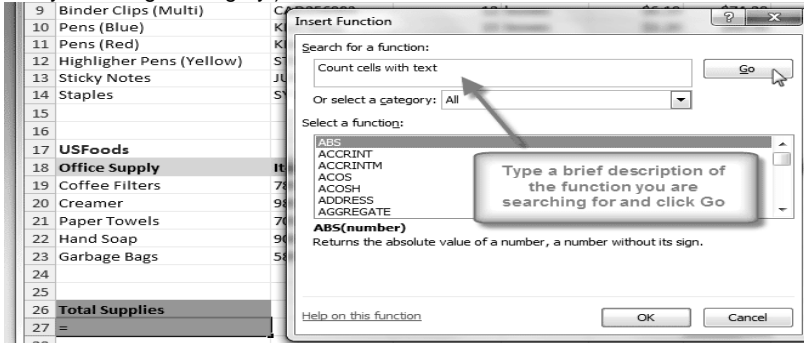 9 Binder Clips (Multi)
10 Pens (Blue)
11 Pens (Red)
12 Highligher Pens (Yellow)
13 Sticky Notes
14 Staples
15
16
17 USFoods
18 Office Supply
19 Coffee Filters
20 Creamer
21 Paper Towels
22 Hand Soap
23 Garbage Bags
24
25
26 Total Supplies
27 =
Insert Function
? X
Search for a function:
Count cells with text
Go
Or select a category: All
Select a function:
ABS
ACCRINT
ACCRINTM
ACOS
ACOSH
ADDRESS
AGGREGATE
Type a brief description of
the function you are
searching for and click Go
ABS(number)
Returns the absolute value of a number, a number without its sign.
Help on this function
OK Cancel